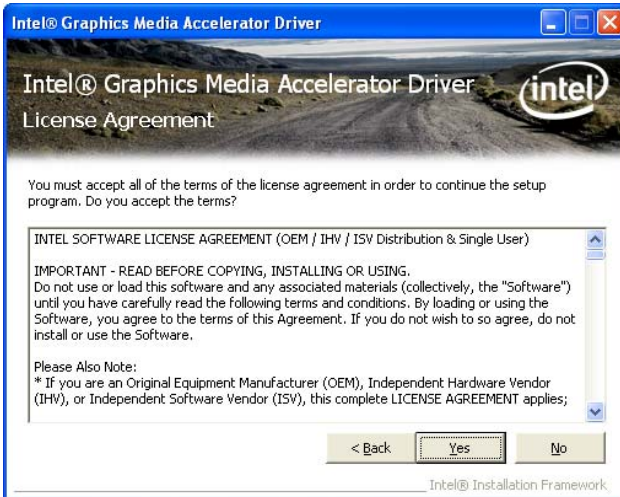 Intel® Graphics Media Accelerator Driver
Intel® Graphics Media Accelerator Driver
intel
License Agreement
You must accept all of the terms of the license agreement in order to continue the setup
program. Do you accept the terms?
INTEL SOFTWARE LICENSE AGREEMENT (OEM / IHV / ISV Distribution & Single User)
IMPORTANT - READ BEFORE COPYING, INSTALLING OR USING.
Do not use or load this software and any associated materials (collectively, the "Software")
until you have carefully read the following terms and conditions. By loading or using the
Software, you agree to the terms of this Agreement. If you do not wish to so agree, do not
install or use the Software.
Please Also Note:
* If you are an Original Equipment Manufacturer (OEM), Independent Hardware Vendor
(IHV), or Independent Software Vendor (ISV), this complete LICENSE AGREEMENT applies;
< Back Yes No
Intel® Installation Framework